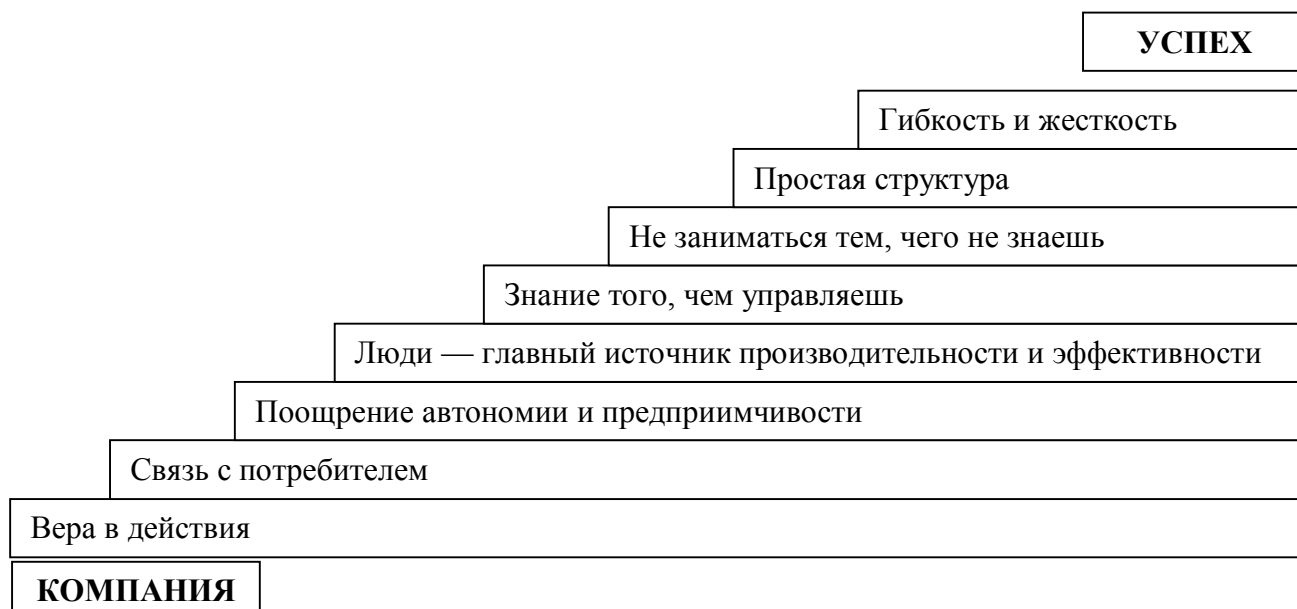 УСПЕХ
Гибкость и жесткость
Простая структура
Не заниматься тем, чего не знаешь
Знание того, чем управляешь
Люди — главный источник производительности и эффективности
Поощрение автономии и предприимчивости
Связь с потребителем
Вера в действия
КОМПАНИЯ